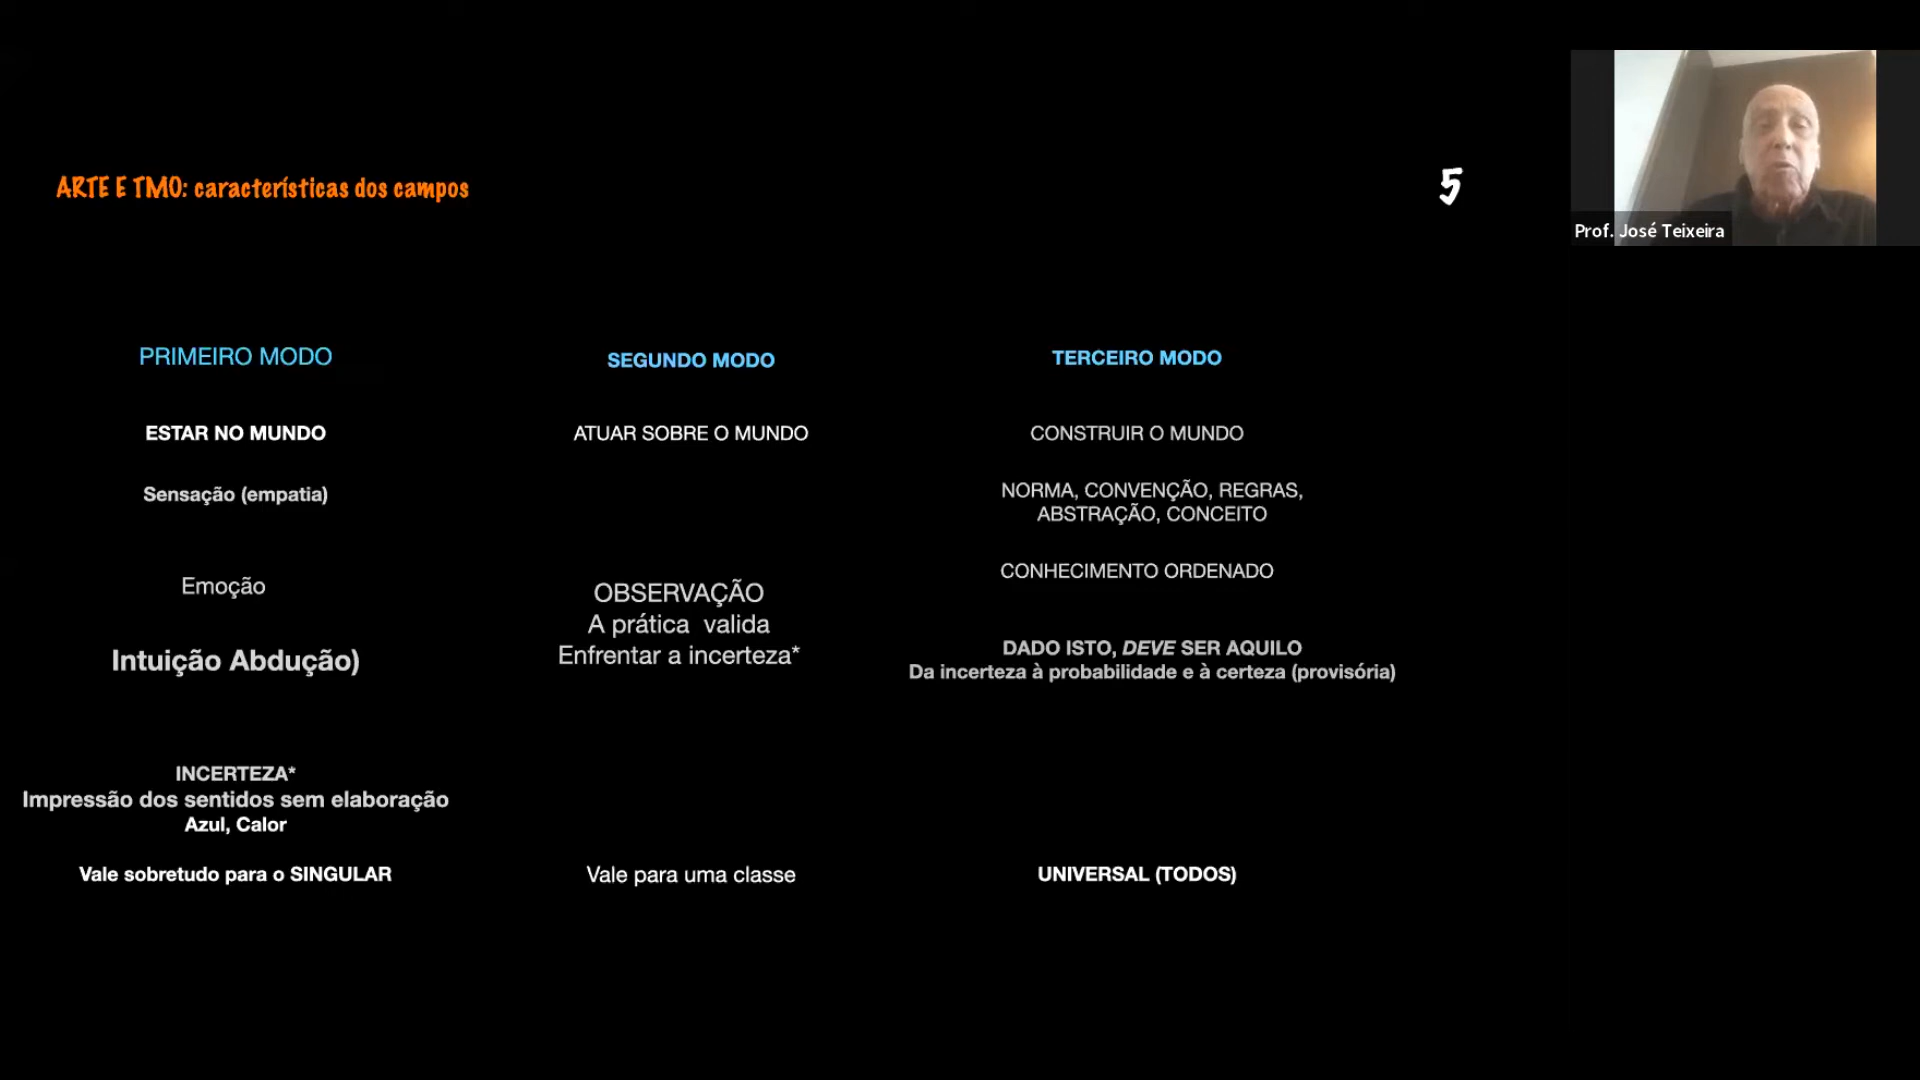 ARTE E TMO: características dos campos
5
Prof. José Teixeira
PRIMEIRO MODO
ESTAR NO MUNDO
Sensação (empatia)
Emoção
Intuição Abdução)
INCERTEZA*
Impressão dos sentidos sem elaboração
Azul, Calor
Vale sobretudo para o SINGULAR
SEGUNDO MODO
ATUAR SOBRE O MUNDO
OBSERVAÇÃO
A prática valida
Enfrentar a incerteza*
Vale para uma classe
TERCEIRO MODO
CONSTRUIR O MUNDO
NORMA, CONVENÇÃO, REGRAS,
ABSTRAÇÃO, CONCEITO
CONHECIMENTO ORDENADO
DADO ISTO, DEVE SER AQUILO
Da incerteza à probabilidade e à certeza (provisória)
UNIVERSAL (TODOS)